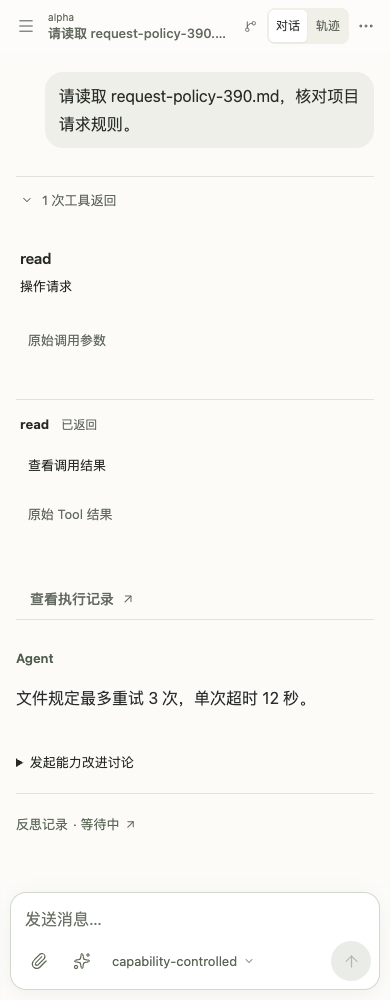 alpha
请读取 request-policy-390....
对话
轨迹
请读取 request-policy-390.md，核对项目
请求规则。
1 次工具返回
read
操作请求
原始调用参数
read 已返回
查看调用结果
原始 Tool 结果
查看执行记录
Agent
文件规定最多重试 3 次，单次超时 12 秒。
发起能力改进讨论
反思记录 · 等待中
发送消息...
capability-controlled